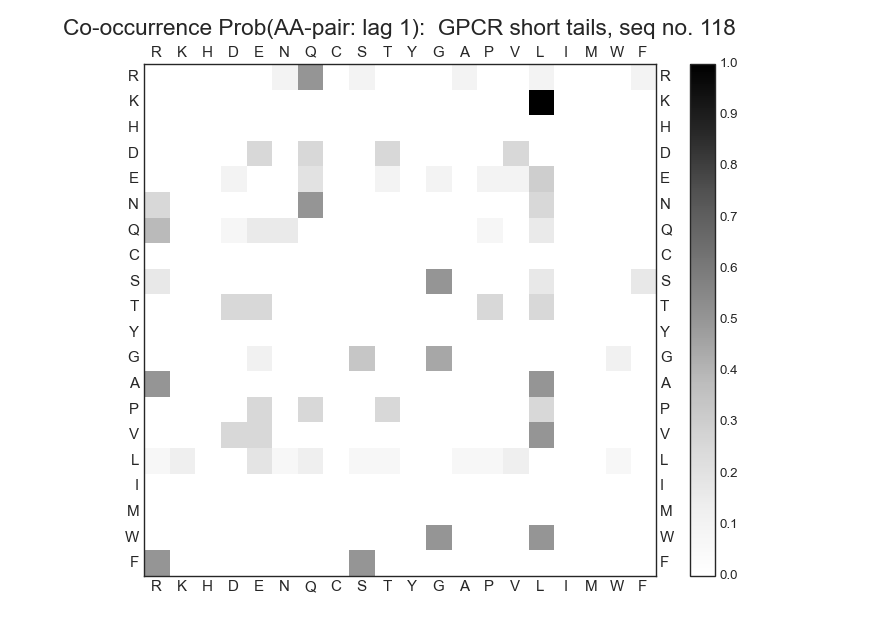 Co-occurrence Prob(AA-pair: lag 1):  GPCR short tails, seq no. 118
R K H D E N Q C S T Y G A P V L I M W F
R R
K K
H H
D D
E E
N N
Q Q
C C
S S
T T
Y Y
G G
A A
P P
V V
L L
I I
M M
W W
F F
R K H D E N Q C S T Y G A P V L I M W F
1.0
0.9
0.8
0.7
0.6
0.5
0.4
0.3
0.2
0.1
0.0